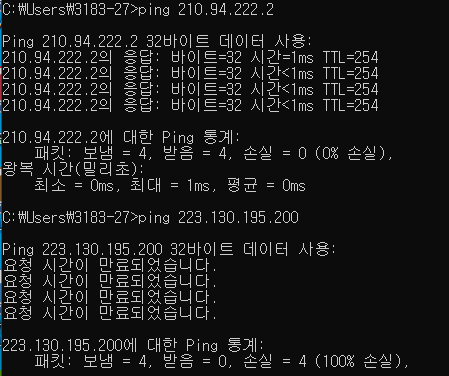 C:\Users\3183-27>ping 210.94.222.2
Ping 210.94.222.2 32바이트 데이터 사용:
210.94.222.2의 응답: 바이트=32 시간=1ms TTL=254
210.94.222.2의 응답: 바이트=32 시간<1ms TTL=254
210.94.222.2의 응답: 바이트=32 시간<1ms TTL=254
210.94.222.2의 응답: 바이트=32 시간<1ms TTL=254
210.94.222.2에 대한 Ping 통계:
패킷: 보냄 = 4, 받음 = 4, 손실 = 0 (0% 손실),
왕복 시간(밀리초):
최소 = 0ms, 최대 = 1ms, 평균 = 0ms
C:₩Users₩3183-27>ping 223.130.195.200
Ping 223.130.195.200 32바이트 데이터 사용:
요청 시간이 만료되었습니다.
요청 시간이 만료되었습니다.
요청 시간이 만료되었습니다.
요청 시간이 만료되었습니다.
223.130.195.200에 대한 Ping 통계:
패킷: 보냄 = 4, 받음 = 0, 손실 = 4 (100% 손실),